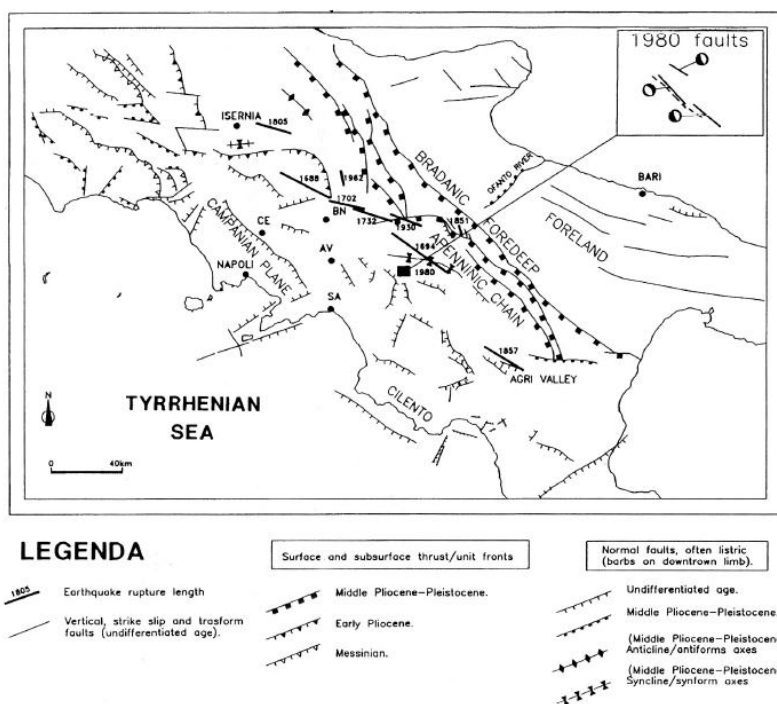 1980 faults
1805
ISERNIA
1688
1962
1702
BN
1732
1930
1851
1694
1980
CE
AV
NAPOLI
SA
CAMPANIAN PLANE
BRADANIC FOREDEEP
APENNINIC CHAIN
OFANTO RIVER
BARI
FORELAND
1857
AGRI VALLEY
CILENTO
TYRRHENIAN
SEA
N
0 40km
LEGENDA
1805 Earthquake rupture length
Vertical, strike slip and trasform
faults (undifferentiated age).
Surface and subsurface thrust/unit fronts
Middle Pliocene-Pleistocene.
Early Pliocene.
Messinian.
Normal faults, often listric
(barbs on downtrown limb).
Undifferentiated age.
Middle Pliocene-Pleistocene
(Middle Pliocene-Pleistocen
Anticline/antiforms axes
(Middle Pliocene-Pleistocen
Syncline/synform axes